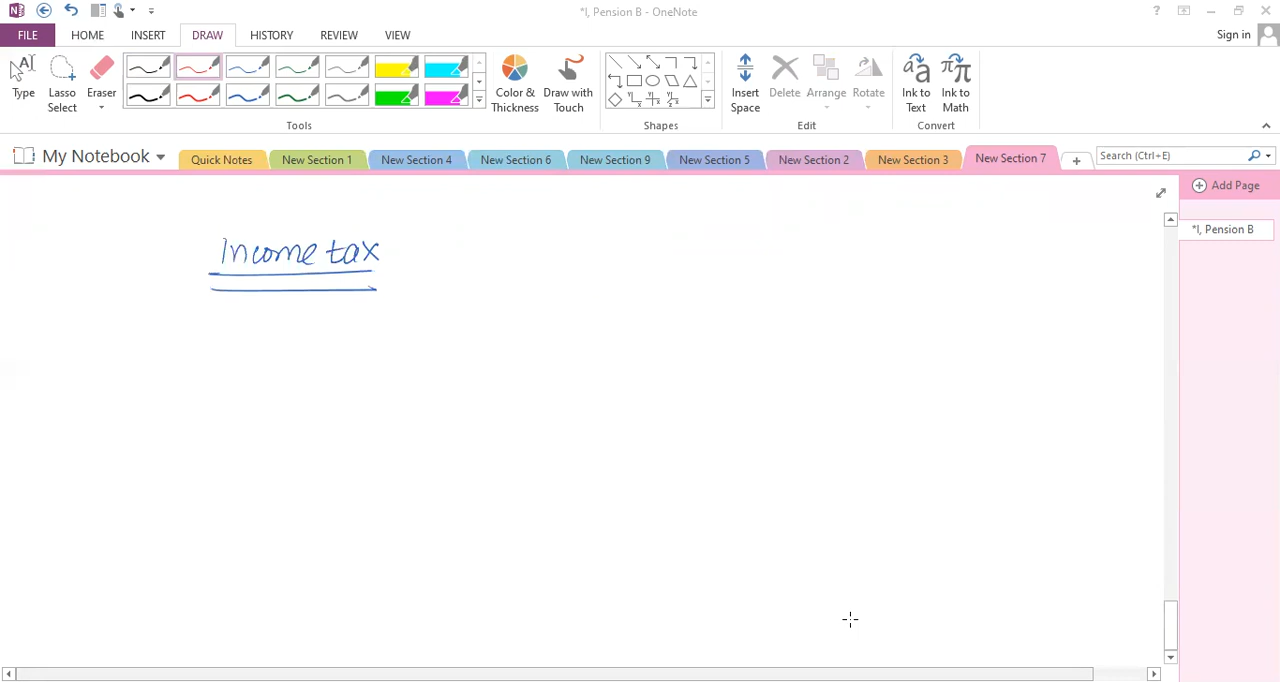 *I, Pension B - OneNote
?
FILE HOME INSERT DRAW HISTORY REVIEW VIEW
Sign in
Type
Lasso Select
Eraser
Color & Thickness
Draw with Touch
Insert Space
Delete
Arrange
Rotate
Ink to Text
Ink to Math
Tools
Shapes
Edit
Convert
My Notebook
Quick Notes
New Section 1
New Section 4
New Section 6
New Section 9
New Section 5
New Section 2
New Section 3
New Section 7
+
Search (Ctrl+E)
Add Page
*I, Pension B
Income tax